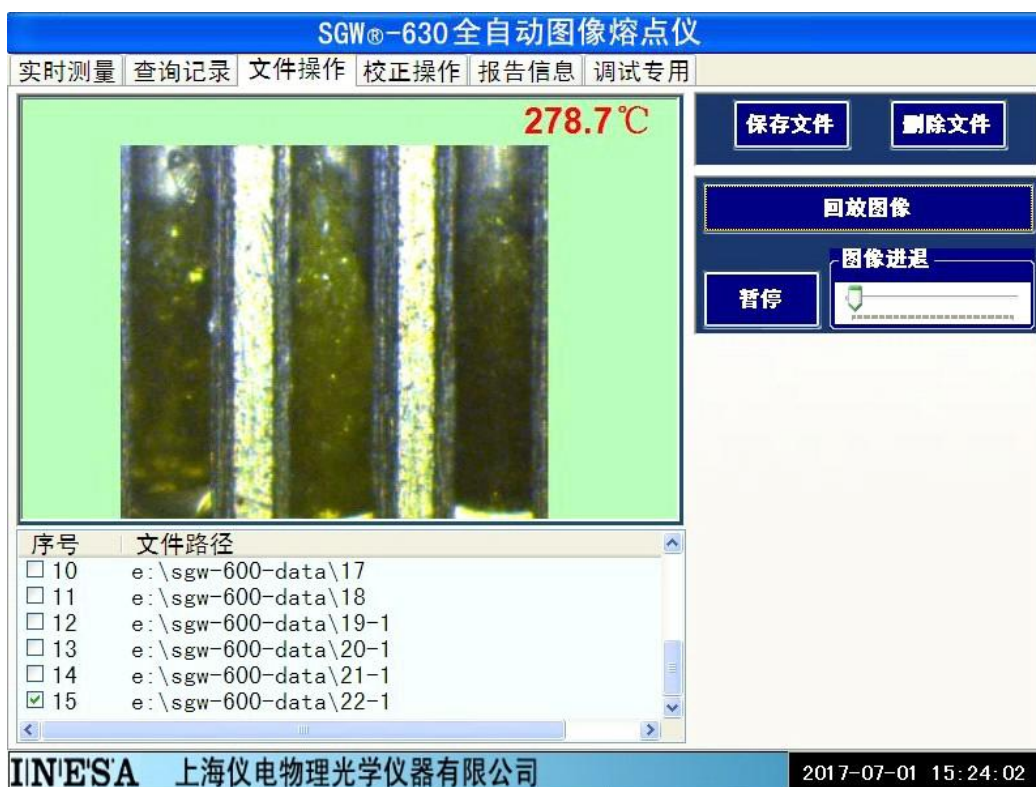 SGW®-630全自动图像熔点仪
实时测量 查询记录 文件操作 校正操作 报告信息 调试专用
278.7℃
保存文件 删除文件
回放图像
图像进退
暂停
序号 文件路径
10 e:\sgw-600-data\17
11 e:\sgw-600-data\18
12 e:\sgw-600-data\19-1
13 e:\sgw-600-data\20-1
14 e:\sgw-600-data\21-1
15 e:\sgw-600-data\22-1
INESA 上海仪电物理光学仪器有限公司 2017-07-01 15:24:02